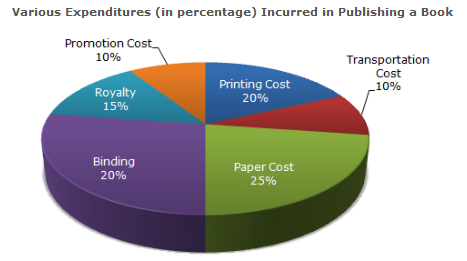 Various Expenditures (in percentage) Incurred in Publishing a Book
Promotion Cost
10%
Transportation
Cost
10%
Printing Cost
20%
Royalty
15%
Binding
20%
Paper Cost
25%